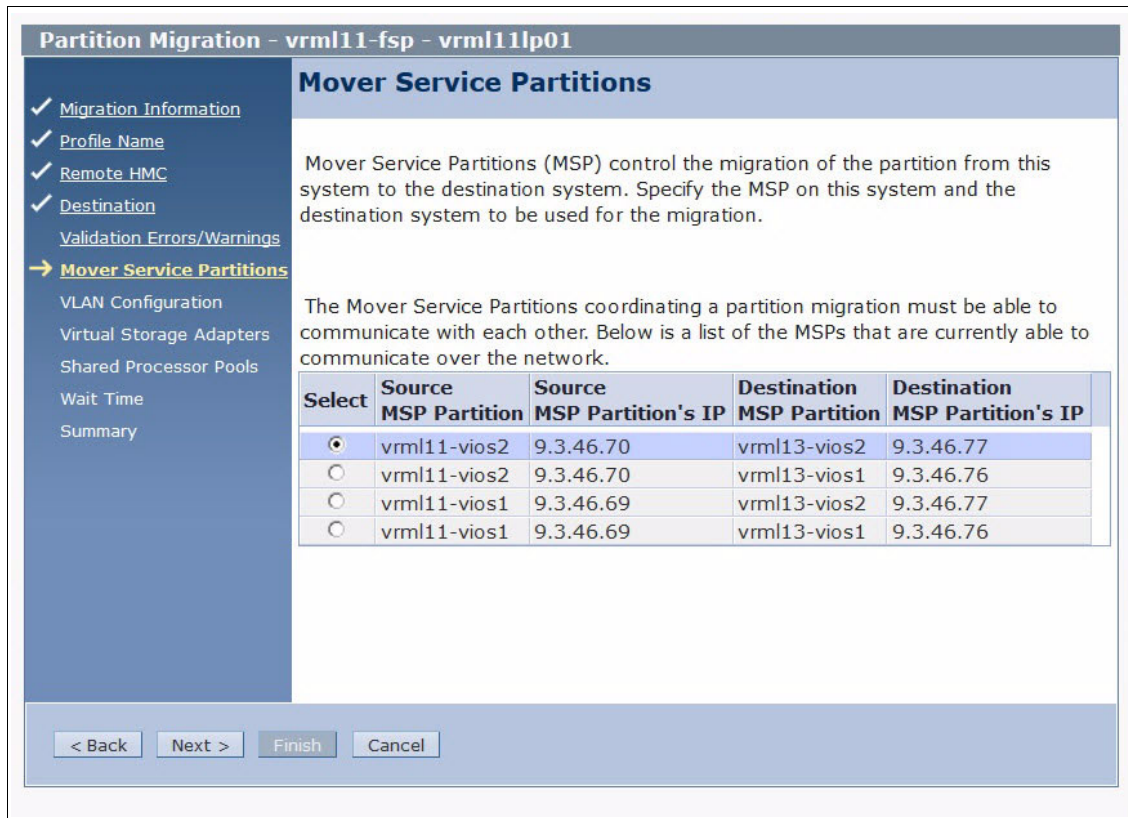 Partition Migration - vrml11-fsp - vrml11lp01
Migration Information
Profile Name
Remote HMC
Destination
Validation Errors/Warnings
Mover Service Partitions
VLAN Configuration
Virtual Storage Adapters
Shared Processor Pools
Wait Time
Summary
Mover Service Partitions
Mover Service Partitions (MSP) control the migration of the partition from this
system to the destination system. Specify the MSP on this system and the
destination system to be used for the migration.
The Mover Service Partitions coordinating a partition migration must be able to
communicate with each other. Below is a list of the MSPs that are currently able to
communicate over the network.
Select Source MSP Partition Source MSP Partition's IP Destination MSP Partition Destination MSP Partition's IP
vrml11-vios2 9.3.46.70 vrml13-vios2 9.3.46.77
vrml11-vios2 9.3.46.70 vrml13-vios1 9.3.46.76
vrml11-vios1 9.3.46.69 vrml13-vios2 9.3.46.77
vrml11-vios1 9.3.46.69 vrml13-vios1 9.3.46.76
< Back Next > Finish Cancel